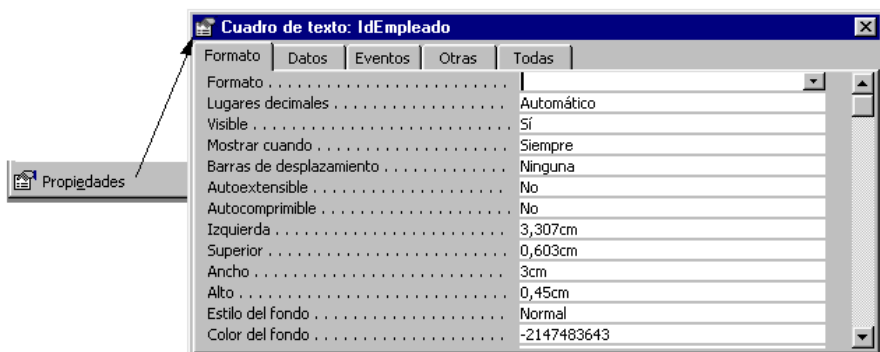 Cuadro de texto: IdEmpleado
Formato Datos Eventos Otras Todas
Formato . . . . . . . . . . . . . . . . . . . . . . . . . .
Lugares decimales . . . . . . . . . . . . . . . . . . Automático
Visible . . . . . . . . . . . . . . . . . . . . . . . . . . . Sí
Mostrar cuando . . . . . . . . . . . . . . . . . . . . Siempre
Barras de desplazamiento . . . . . . . . . . . . . Ninguna
Autoextensible . . . . . . . . . . . . . . . . . . . . No
Autocomprimible . . . . . . . . . . . . . . . . . . . No
Izquierda . . . . . . . . . . . . . . . . . . . . . . . . 3,307cm
Superior . . . . . . . . . . . . . . . . . . . . . . . . . 0,603cm
Ancho . . . . . . . . . . . . . . . . . . . . . . . . . . 3cm
Alto . . . . . . . . . . . . . . . . . . . . . . . . . . . . 0,45cm
Estilo del fondo . . . . . . . . . . . . . . . . . . . . Normal
Color del fondo . . . . . . . . . . . . . . . . . . . . -2147483643
Propiedades